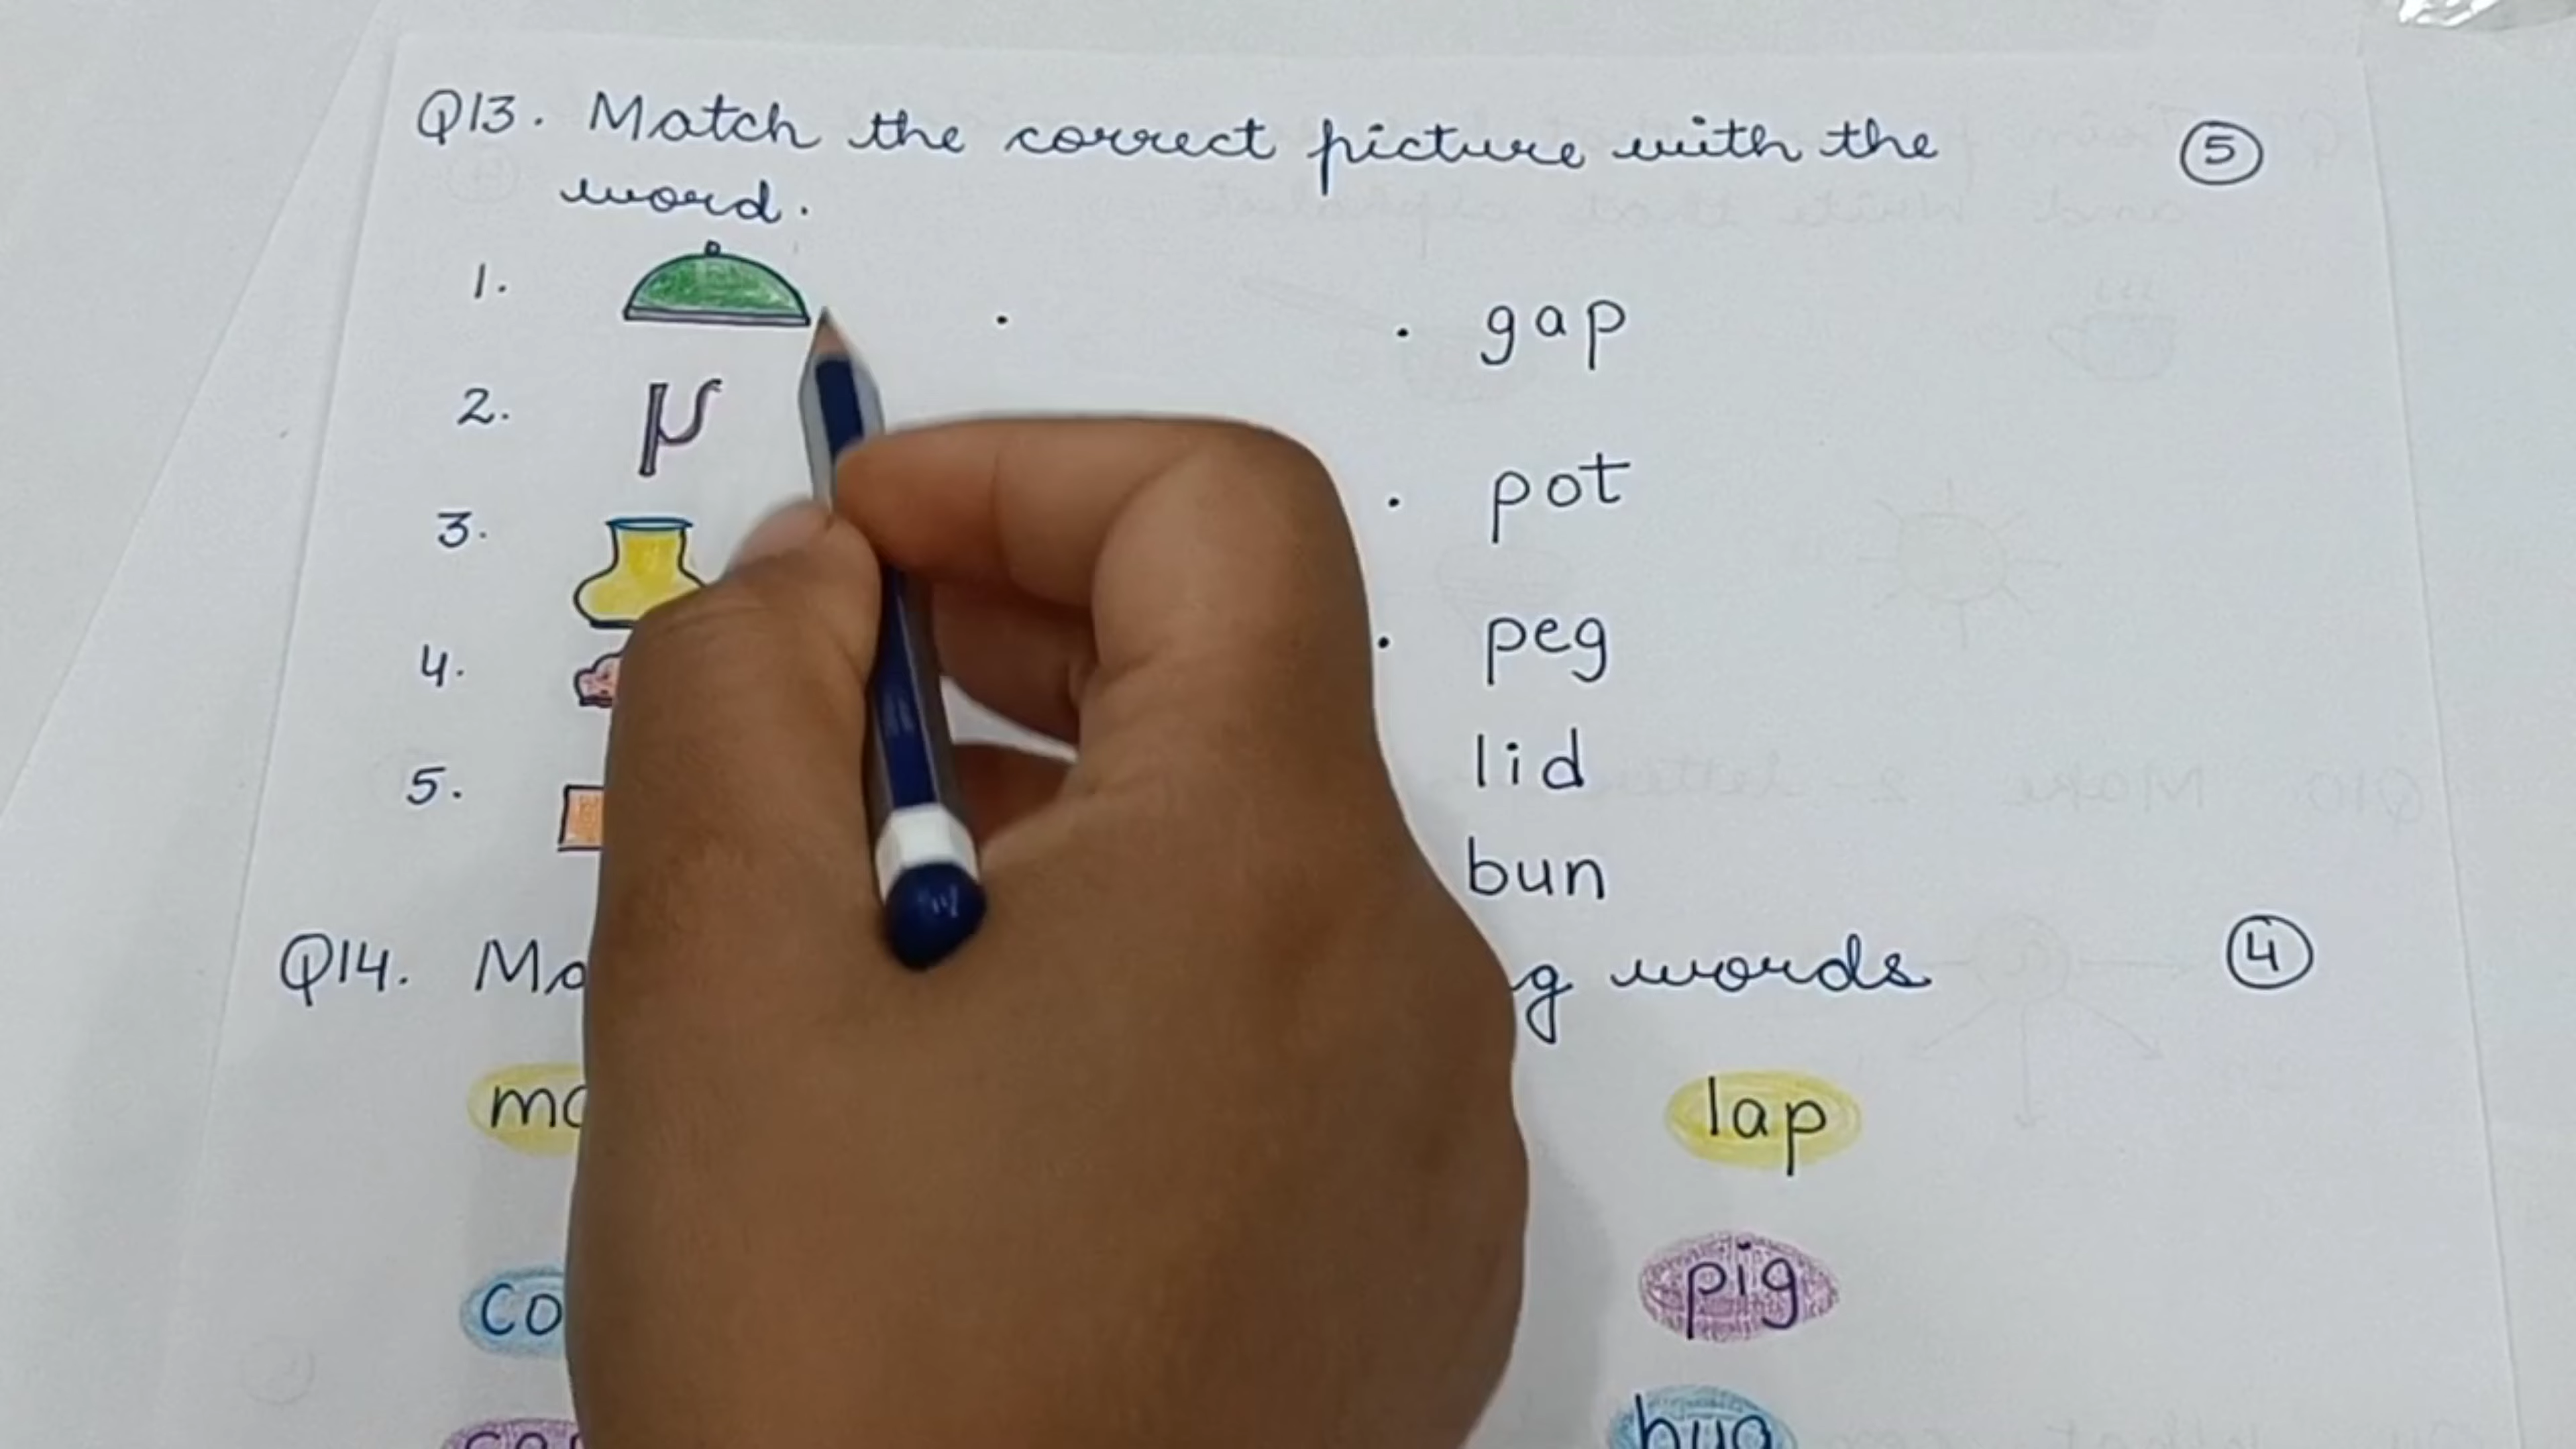 Q13. Match the correct picture with the ⑤
word.
1. . . gap
2. . pot
3. . peg
4. lid
5. bun
Q14. words ④
lap
pig
bug